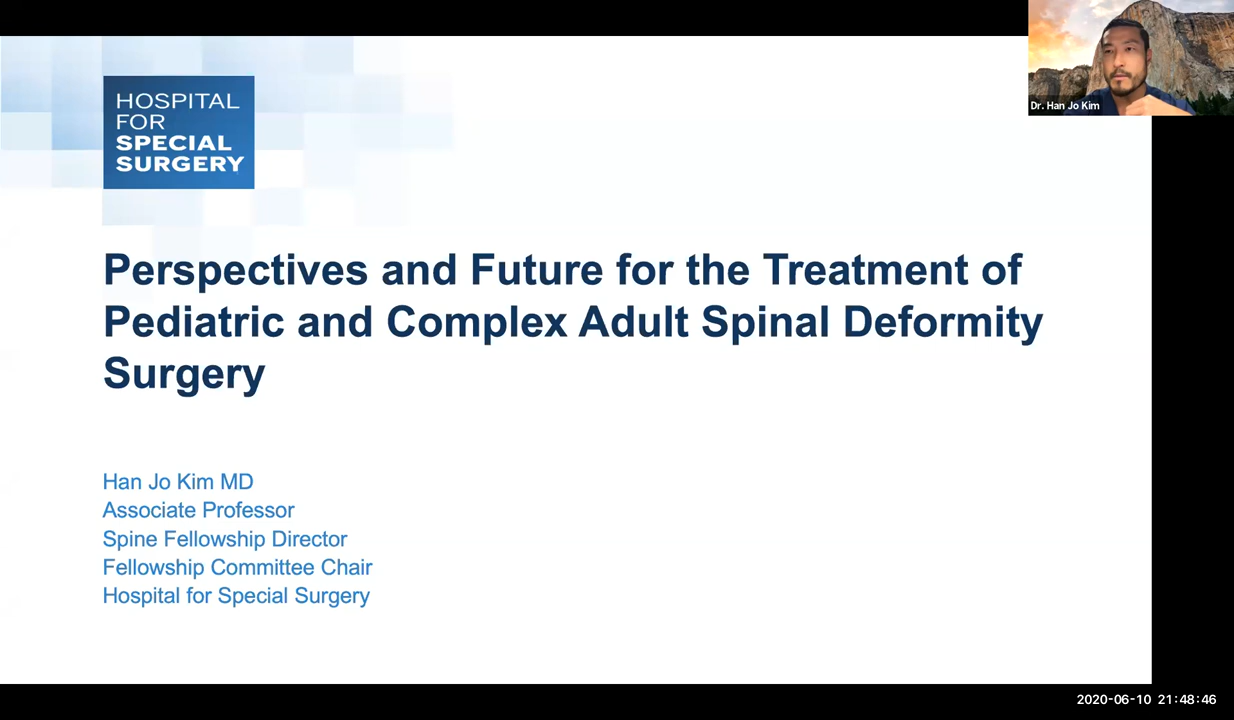 Dr. Han Jo Kim
HOSPITAL
FOR
SPECIAL
SURGERY
Perspectives and Future for the Treatment of
Pediatric and Complex Adult Spinal Deformity
Surgery
Han Jo Kim MD
Associate Professor
Spine Fellowship Director
Fellowship Committee Chair
Hospital for Special Surgery
2020-06-10 21:48:46